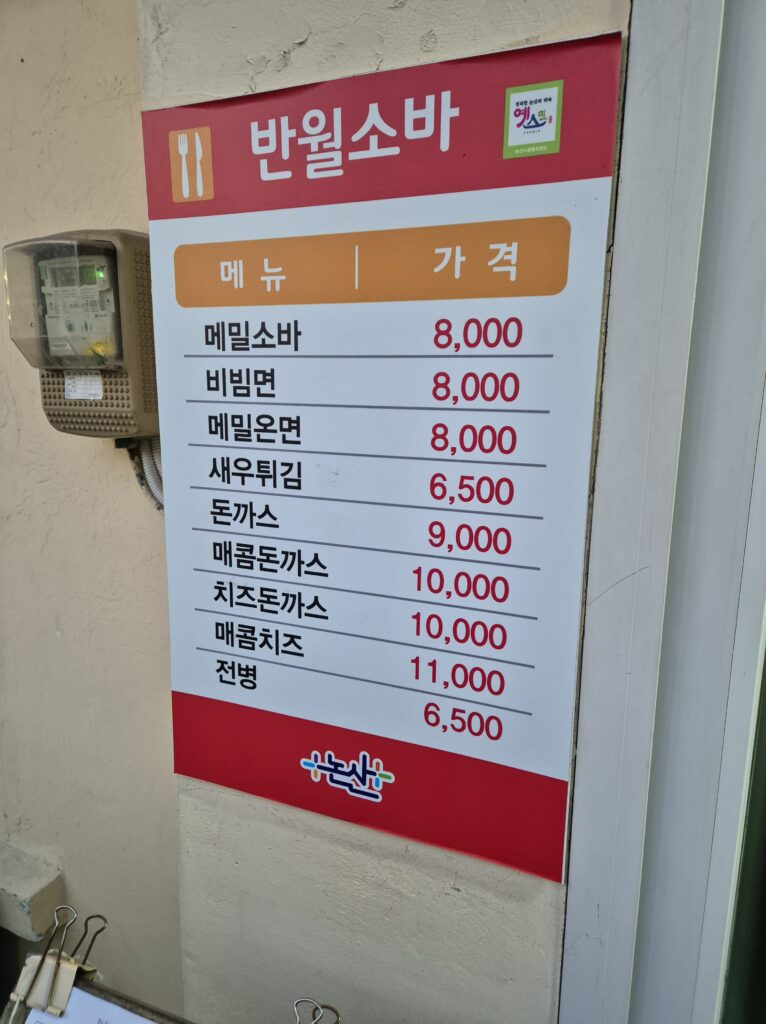 반월소바
예스민
메뉴 | 가격
메밀소바 8,000
비빔면 8,000
메밀온면 8,000
새우튀김 6,500
돈까스 9,000
매콤돈까스 10,000
치즈돈까스 10,000
매콤치즈 11,000
전병 6,500
논산